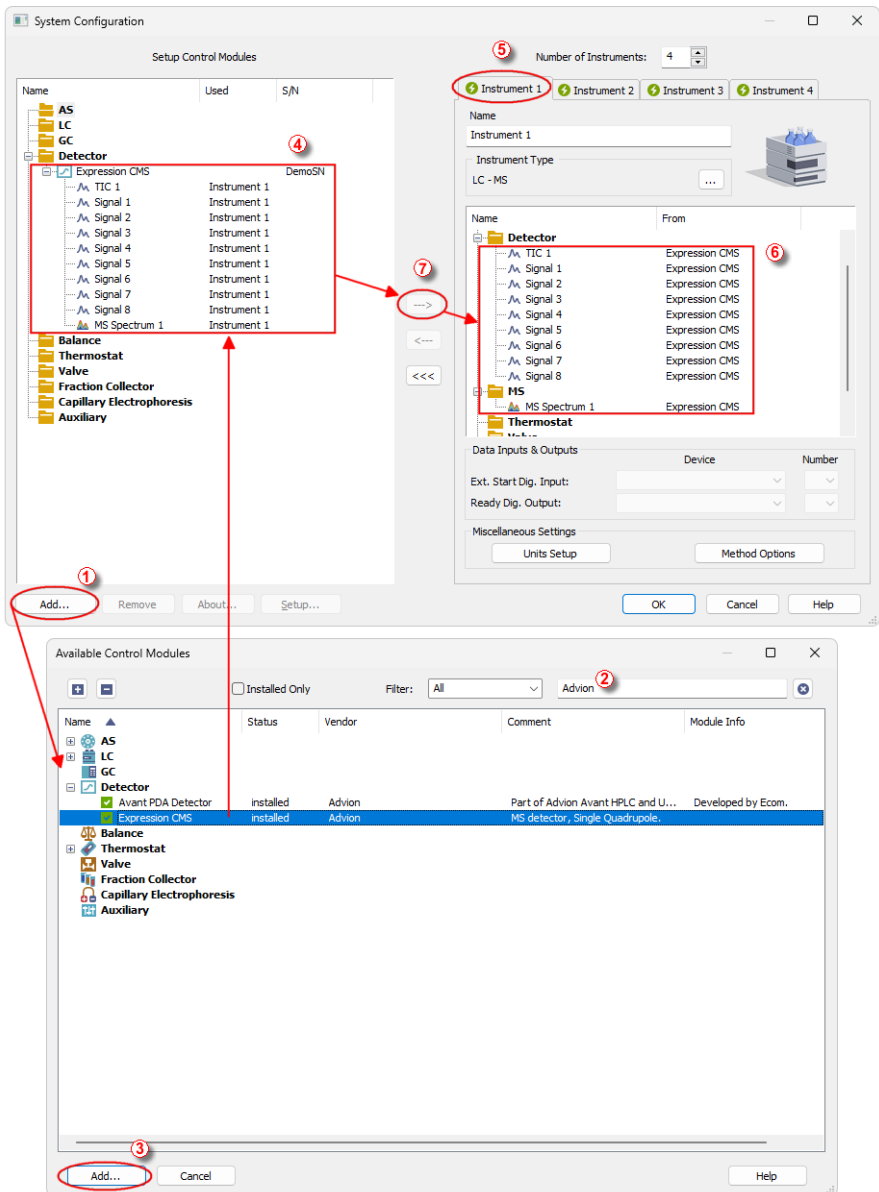 System Configuration
Setup Control Modules
⑤
Number of Instruments: 4
Name Used S/N
AS
LC
GC
Detector
④
Expression CMS DemoSN
TIC 1 Instrument 1
Signal 1 Instrument 1
Signal 2 Instrument 1
Signal 3 Instrument 1
Signal 4 Instrument 1
Signal 5 Instrument 1
Signal 6 Instrument 1
Signal 7 Instrument 1
Signal 8 Instrument 1
MS Spectrum 1 Instrument 1
Balance
Thermostat
Valve
Fraction Collector
Capillary Electrophoresis
Auxiliary
⑦
--->
<---
<<<
Instrument 1 Instrument 2 Instrument 3 Instrument 4
Name
Instrument 1
Instrument Type
LC - MS ...
Name From
Detector
⑥
TIC 1 Expression CMS
Signal 1 Expression CMS
Signal 2 Expression CMS
Signal 3 Expression CMS
Signal 4 Expression CMS
Signal 5 Expression CMS
Signal 6 Expression CMS
Signal 7 Expression CMS
Signal 8 Expression CMS
MS
MS Spectrum 1 Expression CMS
Thermostat
Data Inputs & Outputs
Device Number
Ext. Start Dig. Input:
Ready Dig. Output:
Miscellaneous Settings
Units Setup Method Options
①
Add... Remove About... Setup...
OK Cancel Help
Available Control Modules
②
Installed Only Filter: All Advion
Name Status Vendor Comment Module Info
AS
LC
GC
Detector
Avant PDA Detector installed Advion Part of Advion Avant HPLC and U... Developed by Ecom.
Expression CMS installed Advion MS detector, Single Quadrupole.
Balance
Thermostat
Valve
Fraction Collector
Capillary Electrophoresis
Auxiliary
③
Add... Cancel Help